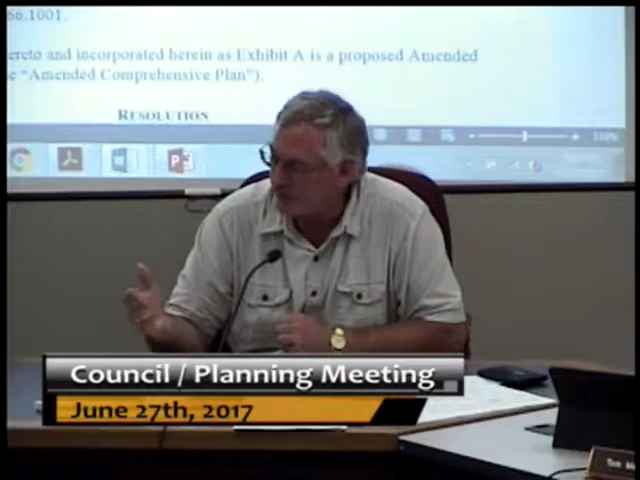 66.1001.
ereto and incorporated herein as Exhibit A is a proposed Amended
e "Amended Comprehensive Plan").
RESOLUTION
Council / Planning Meeting
June 27th, 2017